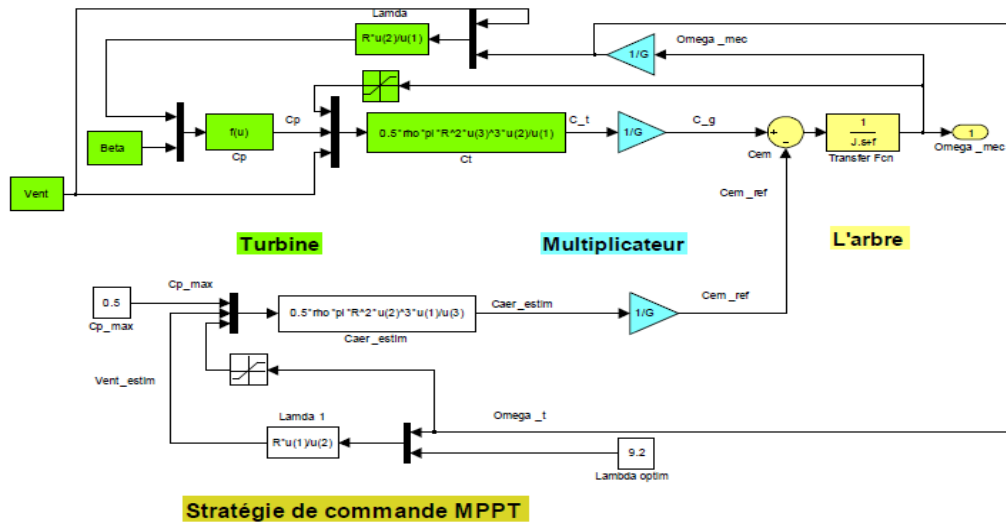 Lamda
R*u(2)/u(1)
Omega _mec
1/G
Beta
f(u)
Cp
Cp
0.5*rho*pi*R^2*u(3)^3*u(2)/u(1)
Ct
C_t
1/G
C_g
Cem
1
J.s+f
Transfer Fcn
1
Omega _mec
Vent
Cem _ref
Turbine
Multiplicateur
L'arbre
0.5
Cp_max
Cp_max
0.5*rho*pi*R^2*u(2)^3*u(1)/u(3)
Caer_estim
Caer_estim
1/G
Cem_ref
Vent_estim
Lamda 1
R*u(1)/u(2)
Omega _t
9.2
Lambda optim
Stratégie de commande MPPT